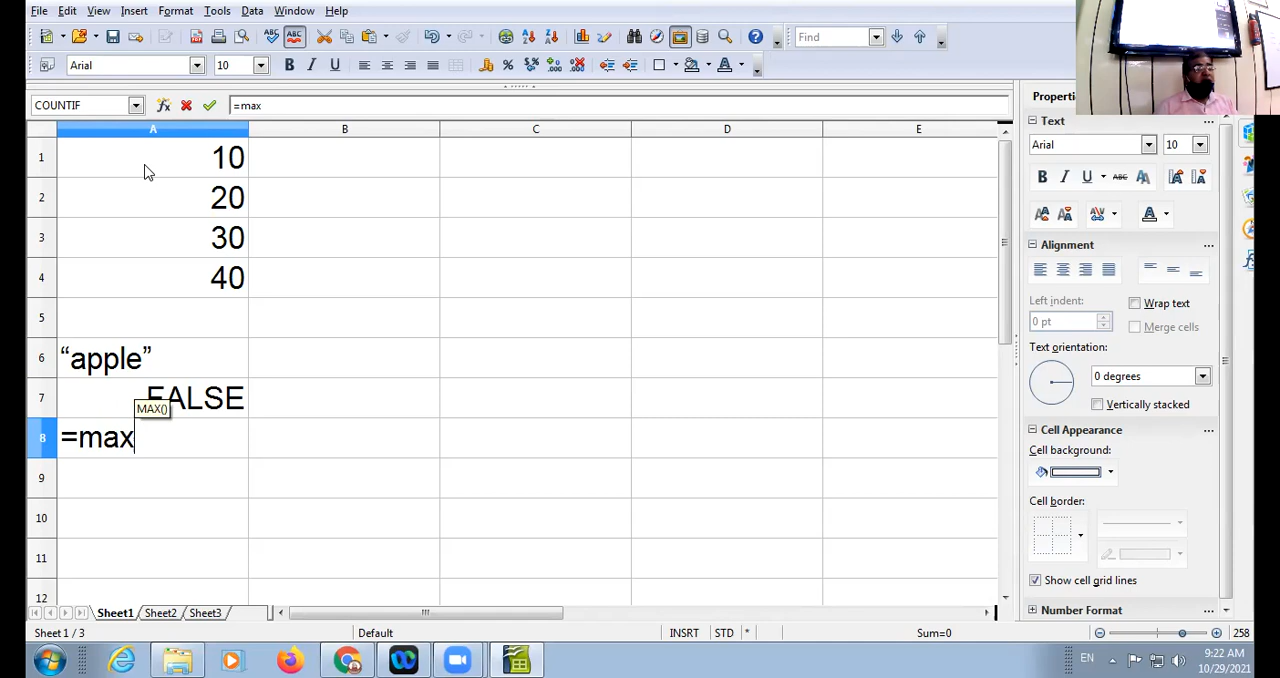 File Edit View Insert Format Tools Data Window Help
Find
Arial 10
COUNTIF =max
A B C D E
1 10
2 20
3 30
4 40
5
6 “apple”
7 FALSE
MAX()
8 =max
9
10
11
12
Properti
Text
Arial 10
Alignment
Left indent: Wrap text
0 pt Merge cells
Text orientation:
0 degrees
Vertically stacked
Cell Appearance
Cell background:
Cell border:
Show cell grid lines
Number Format
Sheet1 Sheet2 Sheet3
Sheet 1 / 3 Default INSRT STD * Sum=0 258
EN 9:22 AM
10/29/2021